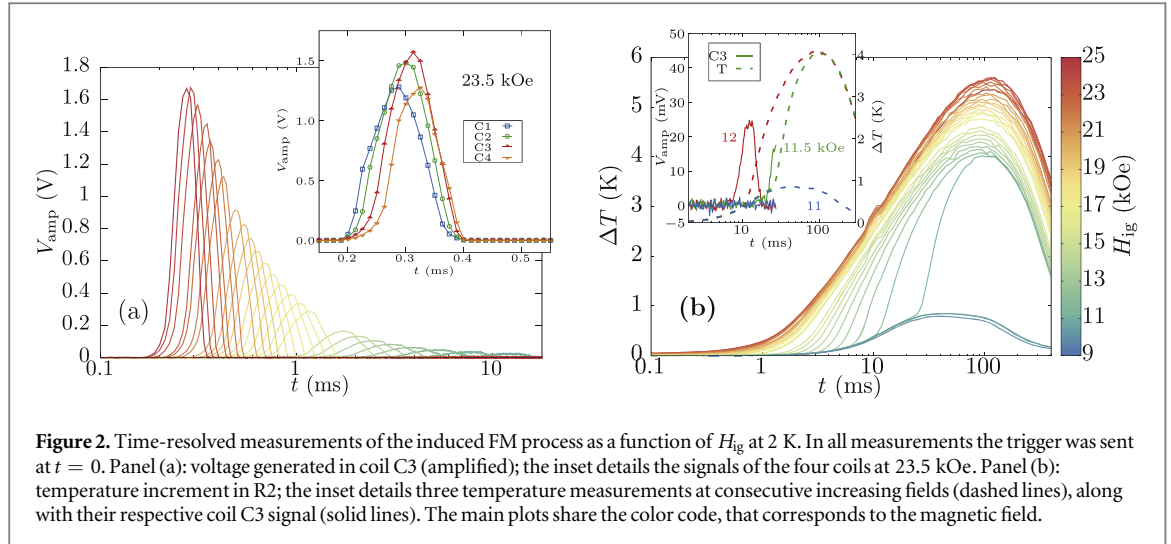 1.8
1.6
1.4
1.2
1
0.8
0.6
0.4
0.2
0
V_amp (V)
0.1
1
10
t (ms)
(a)
1.5
1.0
0.5
0.0
V_amp (V)
0.2
0.3
0.4
0.5
t (ms)
23.5 kOe
C1
C2
C3
C4
6
5
4
3
2
1
0
ΔT (K)
0.1
1
10
100
t (ms)
(b)
50
40
30
20
10
0
−5
V_amp (mV)
10
100
t (ms)
4
3
2
1
0
ΔT (K)
C3
T
12
11.5 kOe
11
25
23
21
19
17
15
13
11
9
H_ig (kOe)
Figure 2. Time-resolved measurements of the induced FM process as a function of H_ig at 2 K. In all measurements the trigger was sent
at t = 0. Panel (a): voltage generated in coil C3 (amplified); the inset details the signals of the four coils at 23.5 kOe. Panel (b):
temperature increment in R2; the inset details three temperature measurements at consecutive increasing fields (dashed lines), along
with their respective coil C3 signal (solid lines). The main plots share the color code, that corresponds to the magnetic field.